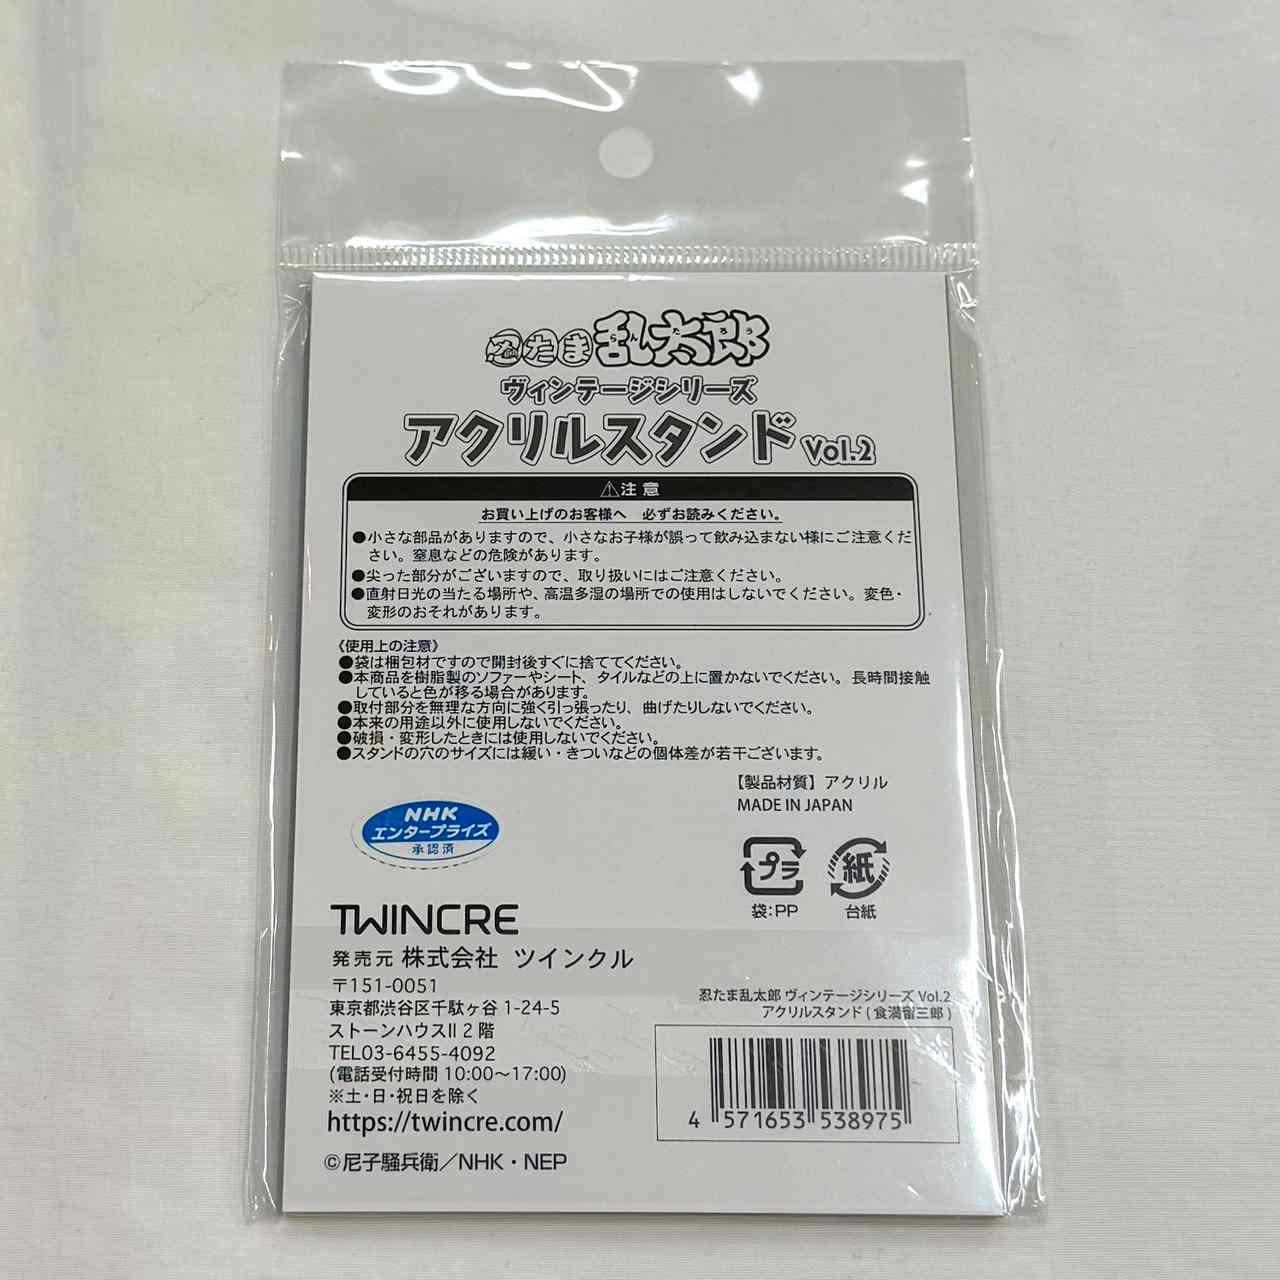 忍たま乱太郎
らんたろう
ヴィンテージシリーズ
アクリルスタンド Vol.2
⚠注意
お買い上げのお客様へ 必ずお読みください。
●小さな部品がありますので、小さなお子様が誤って飲み込まない様にご注意くだ
さい。窒息などの危険があります。
●尖った部分がございますので、取り扱いにはご注意ください。
●直射日光の当たる場所や、高温多湿の場所での使用はしないでください。変色・
変形のおそれがあります。
《使用上の注意》
●袋は梱包材ですので開封後すぐに捨ててください。
●本商品を樹脂製のソファーやシート、タイルなどの上に置かないでください。長時間接触
していると色が移る場合があります。
●取付部分を無理な方向に強く引っ張ったり、曲げたりしないでください。
●本来の用途以外に使用しないでください。
●破損・変形したときには使用しないでください。
●スタンドの穴のサイズには緩い・きついなどの個体差が若干ございます。
【製品材質】アクリル
MADE IN JAPAN
NHK
エンタープライズ
承認済
プラ
袋:PP
紙
台紙
TWINCRE
発売元 株式会社 ツインクル
〒151-0051
東京都渋谷区千駄ヶ谷 1-24-5
ストーンハウスII 2 階
TEL03-6455-4092
(電話受付時間 10:00〜17:00)
※土・日・祝日を除く
https://twincre.com/
©尼子騒兵衛／NHK・NEP
忍たま乱太郎 ヴィンテージシリーズ Vol.2
アクリルスタンド ( 食満留三郎 )
4 571653 538975